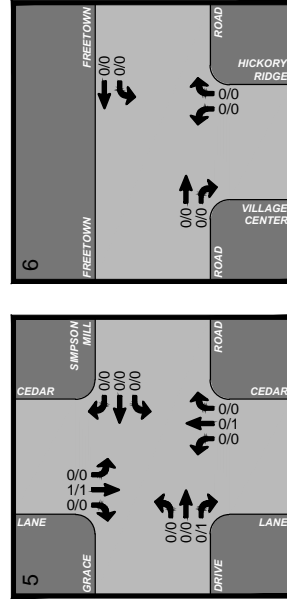 6
FREETOWN
FREETOWN
ROAD
ROAD
HICKORY
RIDGE
VILLAGE
CENTER
0/0
0/0
0/0
0/0
0/0
0/0
5
CEDAR
LANE
SIMPSON
MILL
ROAD
GRACE
DRIVE
CEDAR
LANE
0/0
0/0
0/0
0/0
1/1
0/0
0/0
0/1
0/0
0/0
0/0
0/1